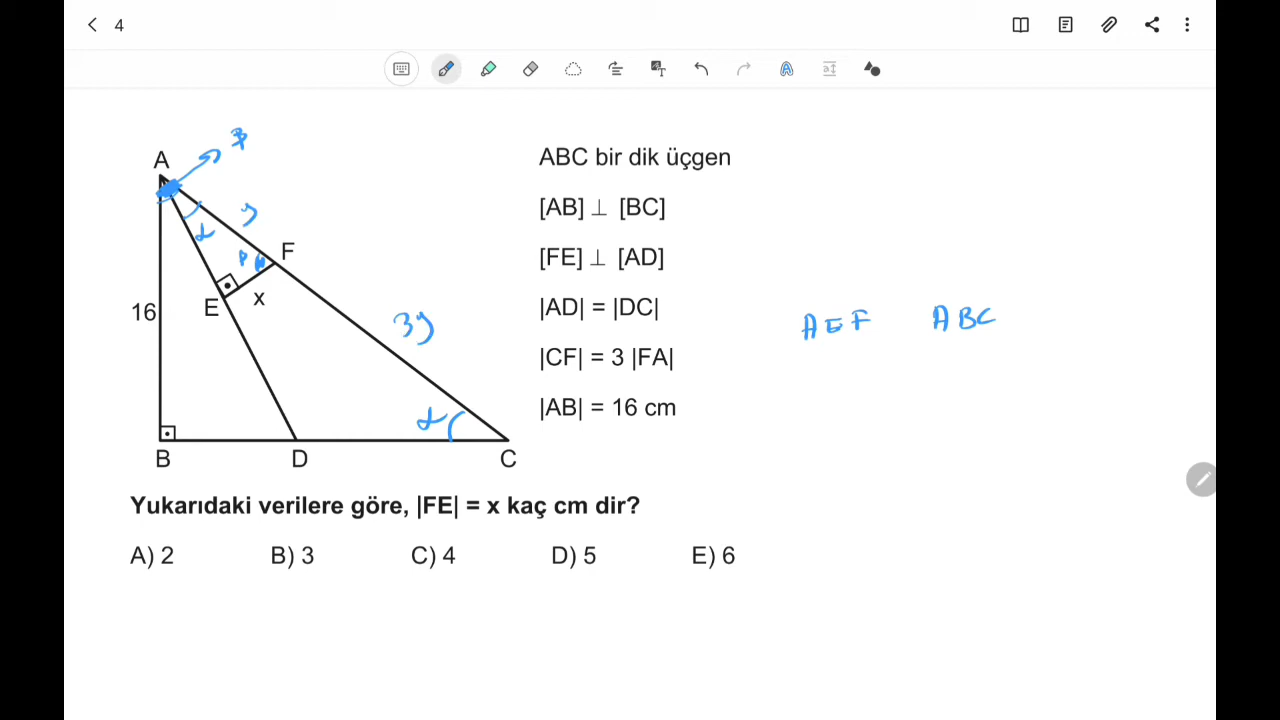 4
A
β
y
α
F
β
16
E
x
3y
α
B
D
C
ABC bir dik üçgen
[AB] ⊥ [BC]
[FE] ⊥ [AD]
|AD| = |DC|
|CF| = 3 |FA|
|AB| = 16 cm
AEF ABC
Yukarıdaki verilere göre, |FE| = x kaç cm dir?
A) 2 B) 3 C) 4 D) 5 E) 6